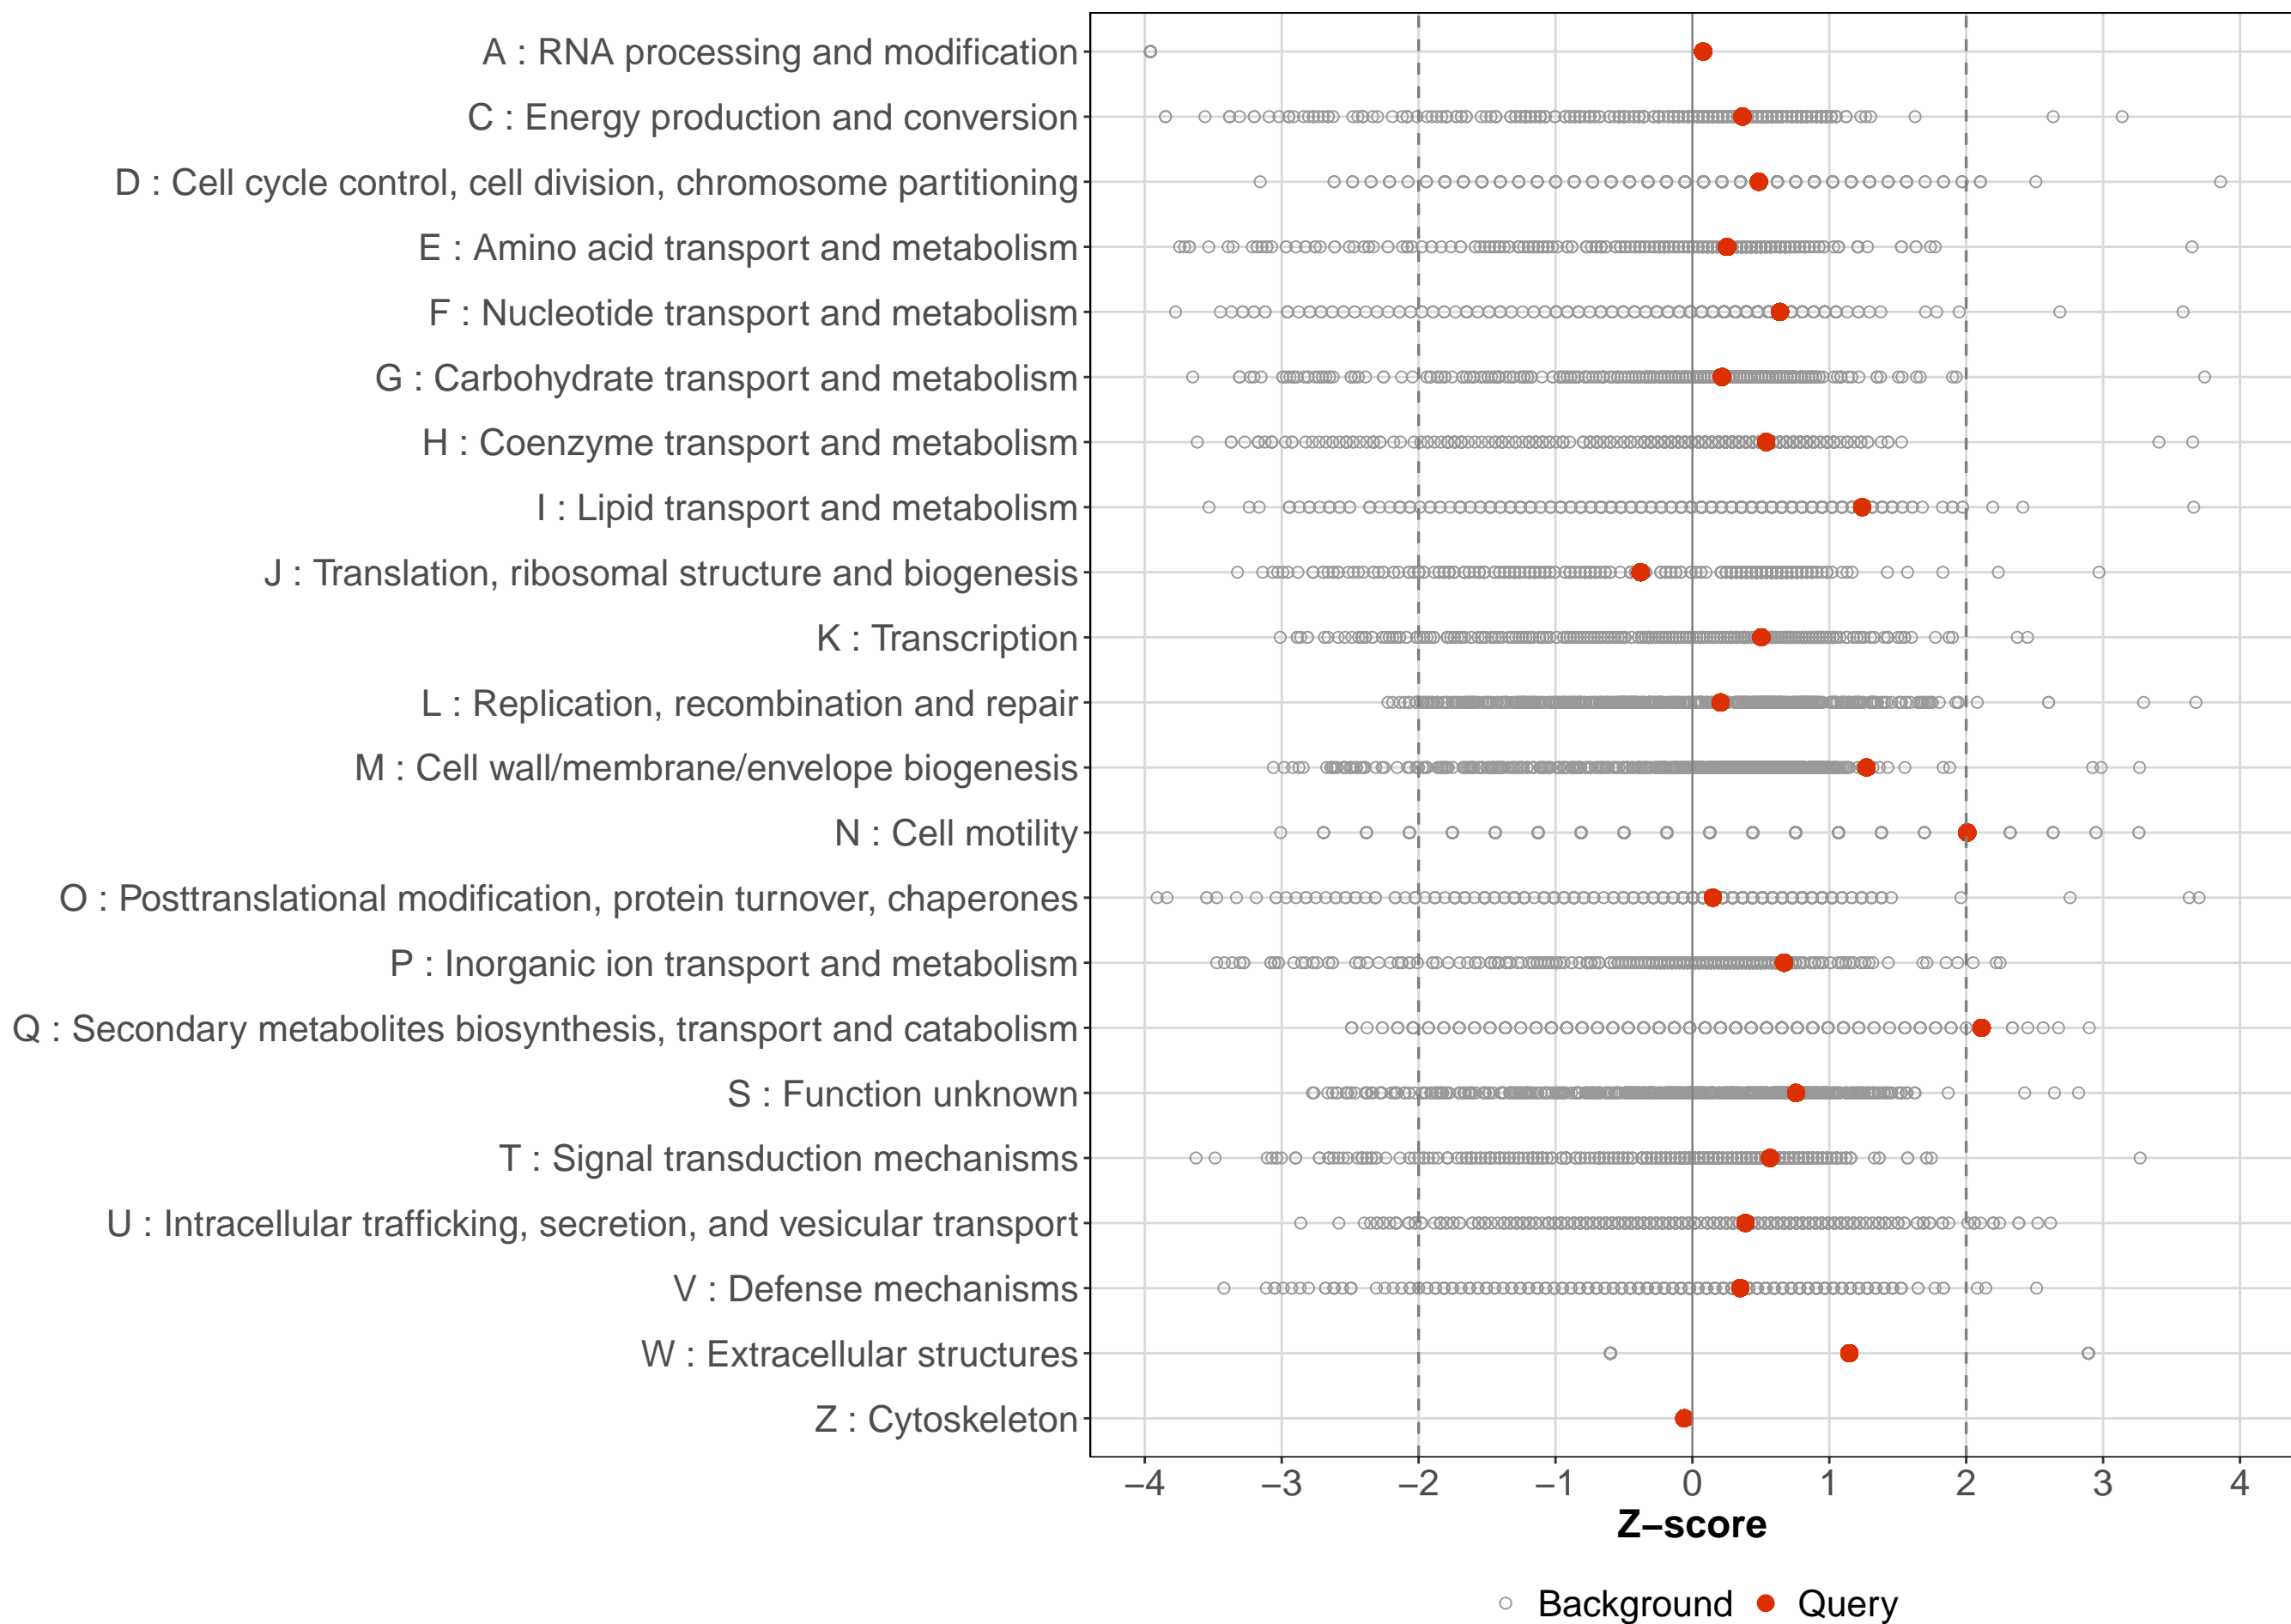 A : RNA processing and modification
C : Energy production and conversion
D : Cell cycle control, cell division, chromosome partitioning
E : Amino acid transport and metabolism
F : Nucleotide transport and metabolism
G : Carbohydrate transport and metabolism
H : Coenzyme transport and metabolism
I : Lipid transport and metabolism
J : Translation, ribosomal structure and biogenesis
K : Transcription
L : Replication, recombination and repair
M : Cell wall/membrane/envelope biogenesis
N : Cell motility
O : Posttranslational modification, protein turnover, chaperones
P : Inorganic ion transport and metabolism
Q : Secondary metabolites biosynthesis, transport and catabolism
S : Function unknown
T : Signal transduction mechanisms
U : Intracellular trafficking, secretion, and vesicular transport
V : Defense mechanisms
W : Extracellular structures
Z : Cytoskeleton
−4 −3 −2 −1 0 1 2 3 4
Z−score
Background Query